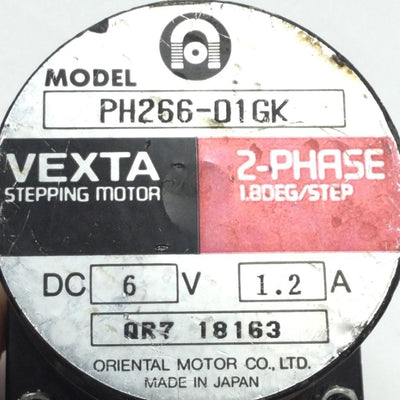 MODEL
PH266-01GK
VEXTA 2-PHASE
STEPPING MOTOR 1.8DEG/STEP
DC 6 V 1.2 A
QR7 18163
ORIENTAL MOTOR CO., LTD.
MADE IN JAPAN